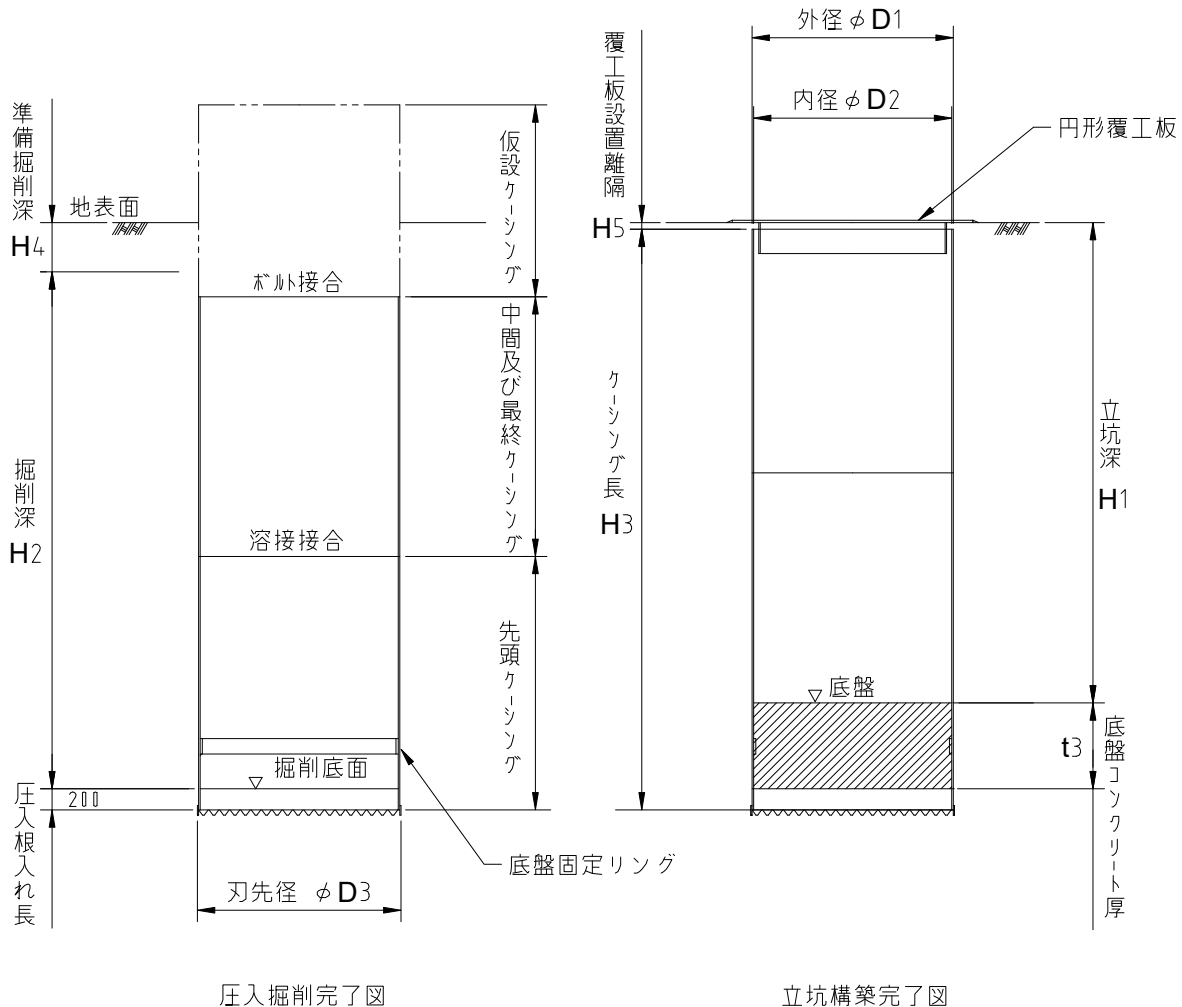 準備掘削深
H4
地表面
掘削深
H2
圧入根入れ長
200
ボルト接合
溶接接合
掘削底面
刃先径 φD3
仮設ケーシング
中間及び最終ケーシング
先頭ケーシング
底盤固定リング
圧入掘削完了図
覆工板設置離隔
H5
ケーシング長
H3
外径φD1
内径φD2
円形覆工板
立坑深
H1
底盤
t3
底盤コンクリート厚
立坑構築完了図